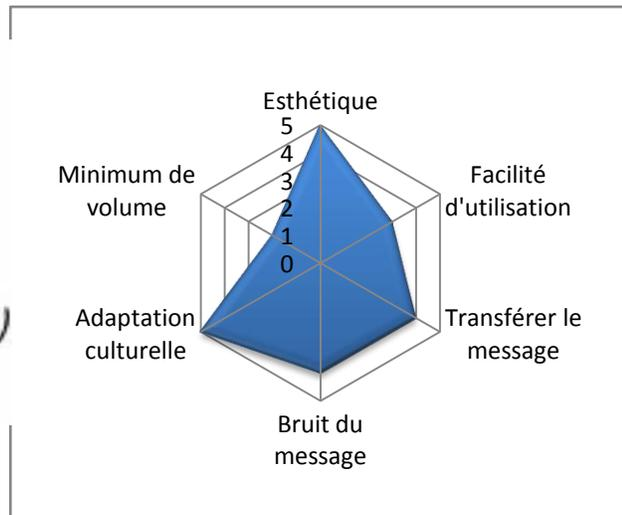 Esthétique
5
4
3
2
1
0
Facilité
d'utilisation
Transférer le
message
Bruit du
message
Adaptation
culturelle
Minimum de
volume